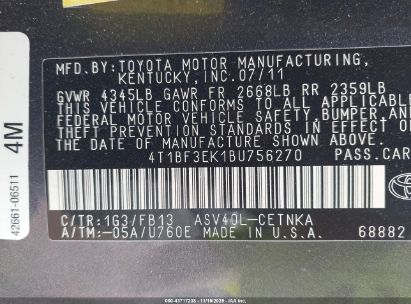 MFD.BY:TOYOTA MOTOR MANUFACTURING,
KENTUCKY,INC.07/11
GVWR 4345LB GAWR FR 2668LB RR 2359LB
THIS VEHICLE CONFORMS TO ALL APPLICABLE
FEDERAL MOTOR VEHICLE SAFETY, BUMPER, AND
THEFT PREVENTION STANDARDS IN EFFECT ON
THE DATE OF MANUFACTURE SHOWN ABOVE.
4T1BF3EK1BU756270 PASS.CAR
C/TR:1G3/FB13 ASV40L-CETNKA
A/TM:-05A/U760E MADE IN U.S.A. 68882
4M
42661-06511